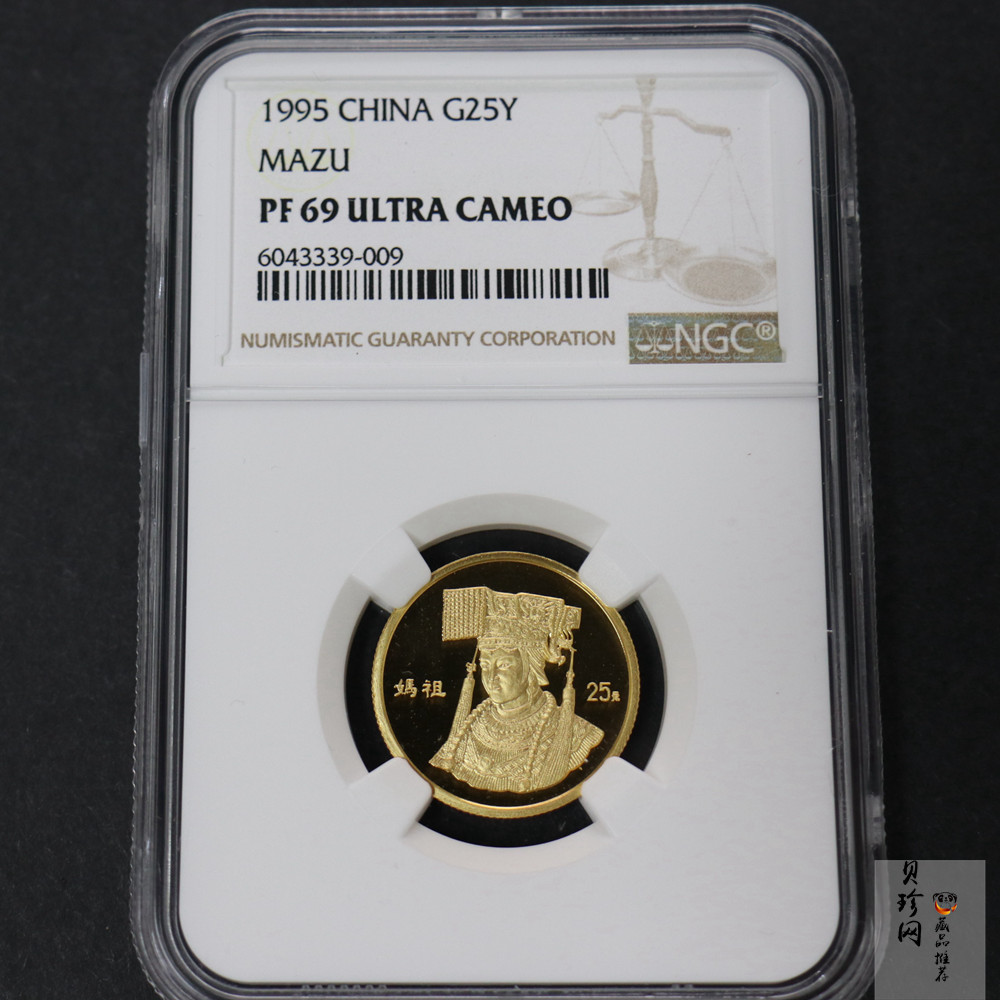 1995 CHINA G25Y
MAZU
PF 69 ULTRA CAMEO
6043339-009
NUMISMATIC GUARANTY CORPORATION
NGC®
媽祖
25元
贝珍网
藏品推荐